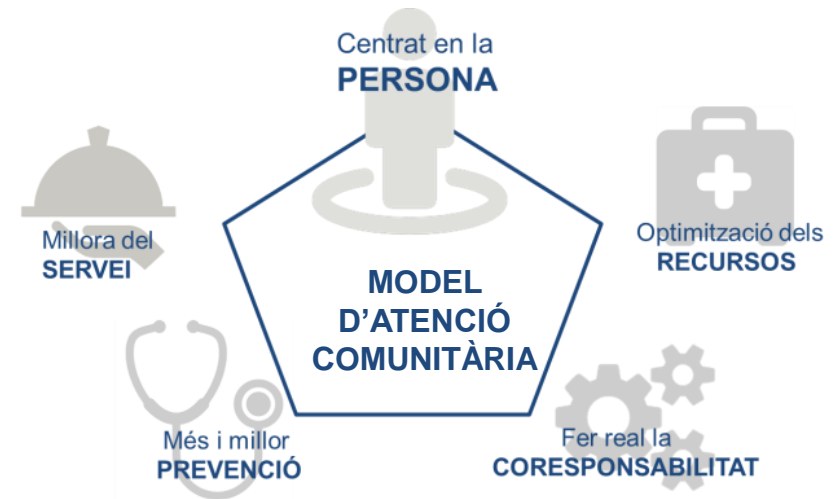 Centrat en la
PERSONA
Millora del
SERVEI
Optimització dels
RECURSOS
MODEL
D’ATENCIÓ
COMUNITÀRIA
Més i millor
PREVENCIÓ
Fer real la
CORESPONSABILITAT